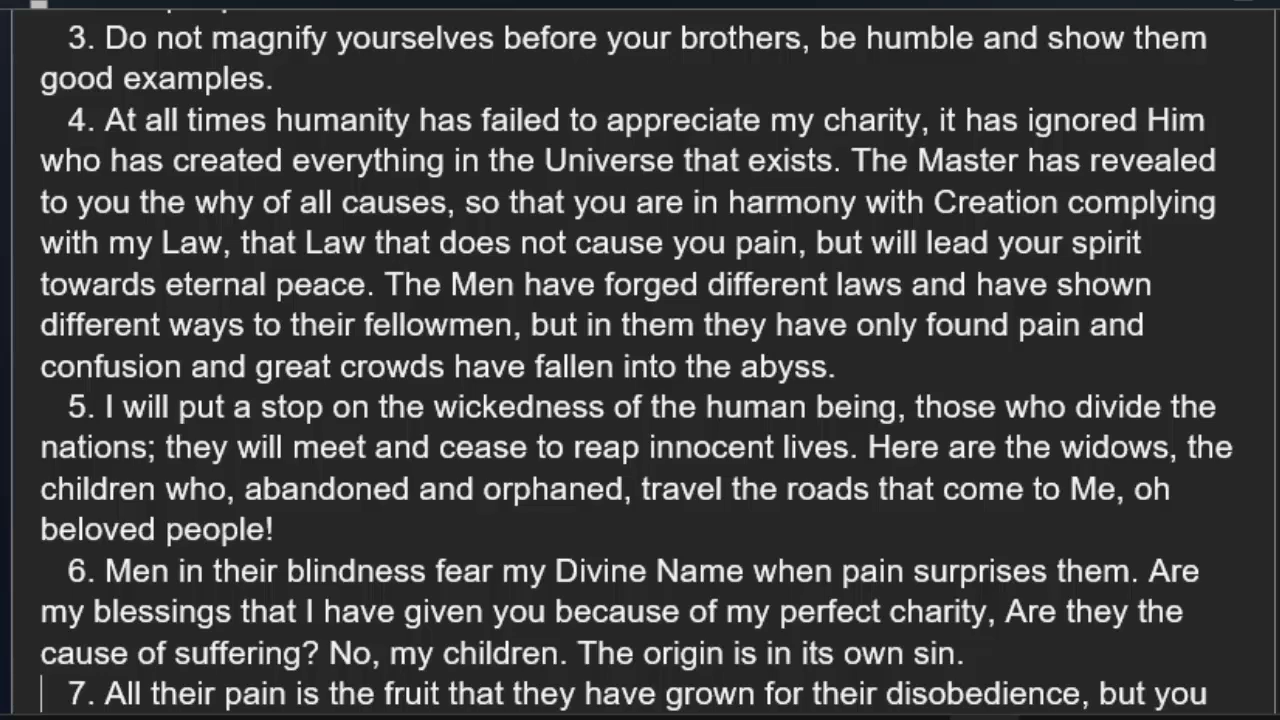 3. Do not magnify yourselves before your brothers, be humble and show them
good examples.
4. At all times humanity has failed to appreciate my charity, it has ignored Him
who has created everything in the Universe that exists. The Master has revealed
to you the why of all causes, so that you are in harmony with Creation complying
with my Law, that Law that does not cause you pain, but will lead your spirit
towards eternal peace. The Men have forged different laws and have shown
different ways to their fellowmen, but in them they have only found pain and
confusion and great crowds have fallen into the abyss.
5. I will put a stop on the wickedness of the human being, those who divide the
nations; they will meet and cease to reap innocent lives. Here are the widows, the
children who, abandoned and orphaned, travel the roads that come to Me, oh
beloved people!
6. Men in their blindness fear my Divine Name when pain surprises them. Are
my blessings that I have given you because of my perfect charity, Are they the
cause of suffering? No, my children. The origin is in its own sin.
7. All their pain is the fruit that they have grown for their disobedience, but you